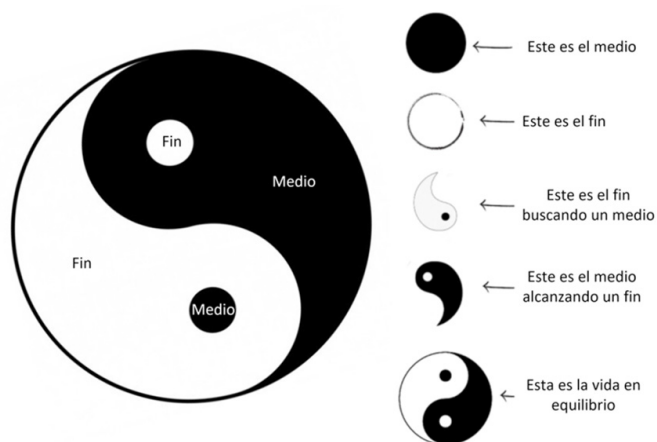 Fin
Medio
Fin
Medio
Este es el medio
Este es el fin
Este es el fin
buscando un medio
Este es el medio
alcanzando un fin
Esta es la vida en
equilibrio